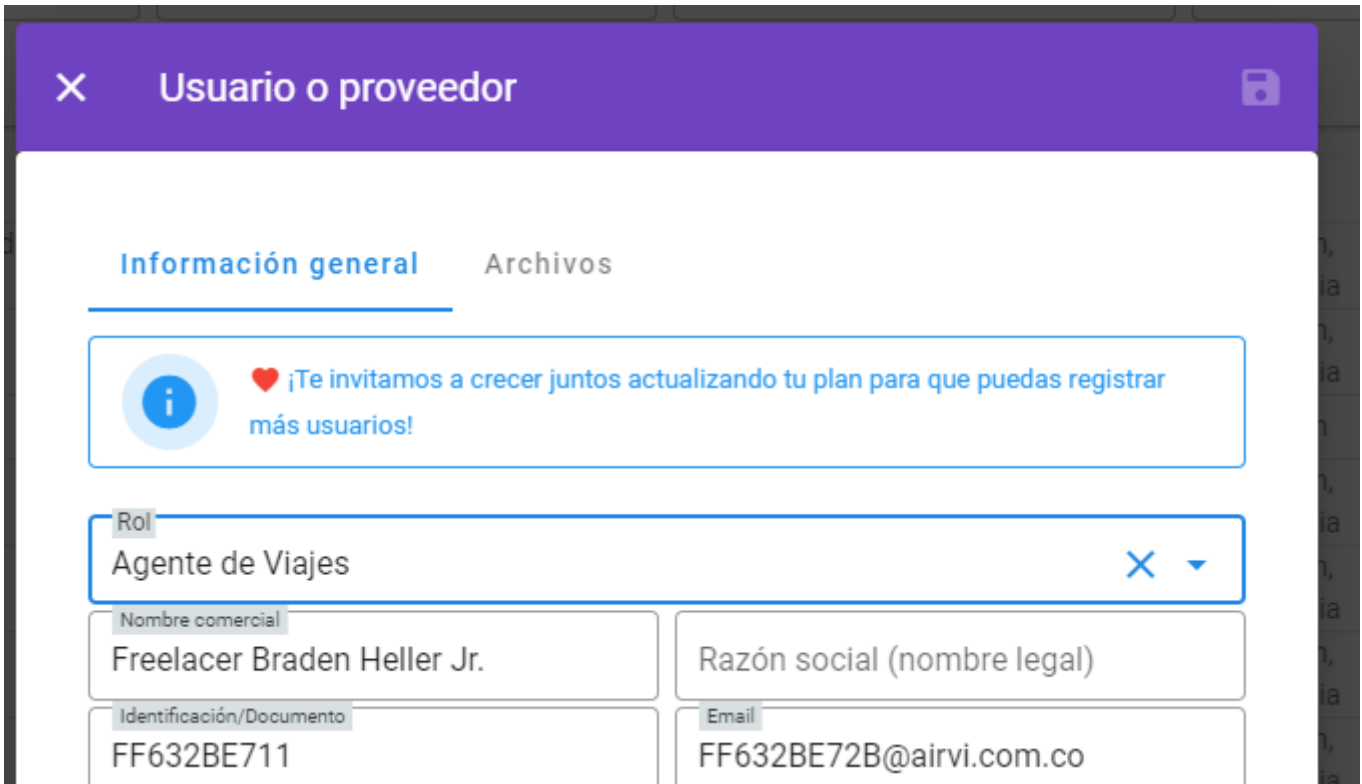 Usuario o proveedor
Información general
Archivos
❤️ ¡Te invitamos a crecer juntos actualizando tu plan para que puedas registrar
más usuarios!
Rol
Agente de Viajes
Nombre comercial
Freelacer Braden Heller Jr.
Razón social (nombre legal)
Identificación/Documento
FF632BE711
Email
FF632BE72B@airvi.com.co